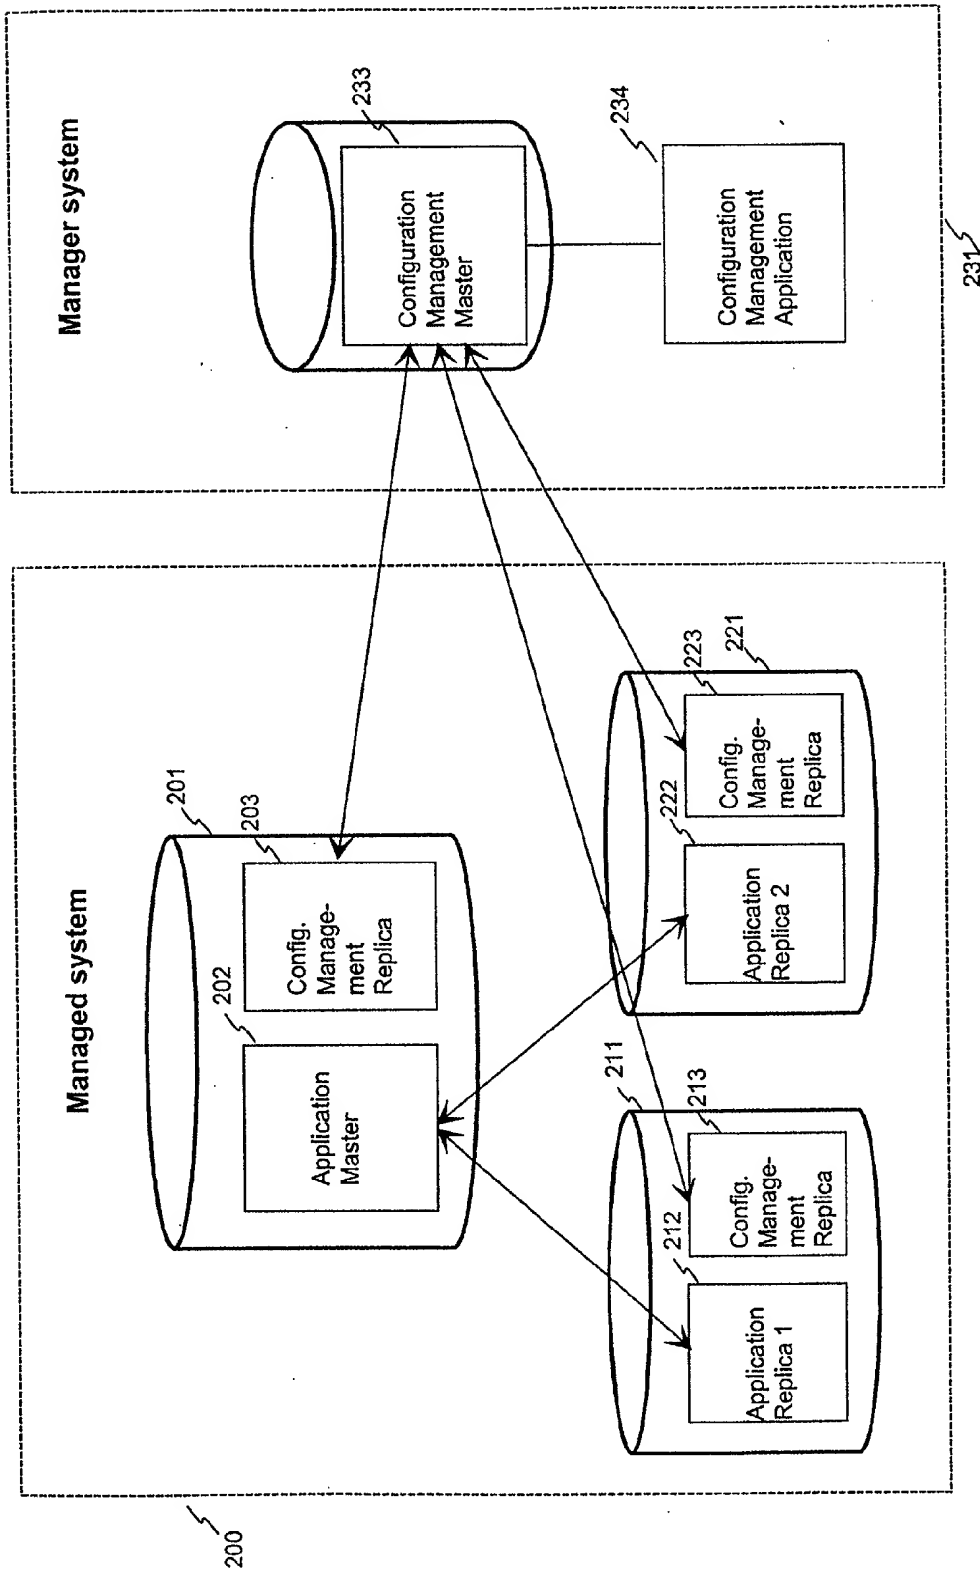 Managed system
Manager system
200
201
202
203
Application
Master
Config.
Manage-
ment
Replica
211
212
213
Application
Replica 1
Config.
Manage-
ment
Replica
221
222
223
Application
Replica 2
Config.
Manage-
ment
Replica
233
Configuration
Management
Master
234
Configuration
Management
Application
231